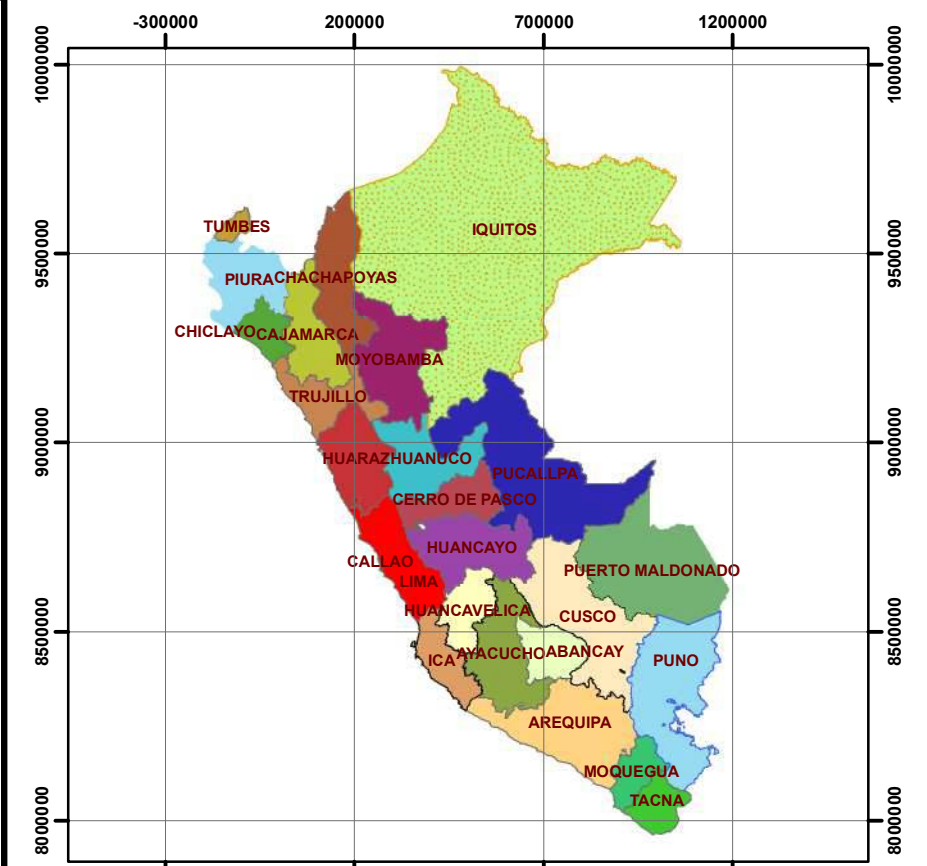 -300000 200000 700000 1200000
10000000 10000000
TUMBES
IQUITOS
9500000 9500000
PIURA CHACHAPOYAS
CHICLAYO CAJAMARCA
MOYOBAMBA
TRUJILLO
9000000 9000000
HUARAZ HUANUCO
PUCALLPA
CERRO DE PASCO
HUANCAYO
CALLAO
PUERTO MALDONADO
LIMA
HUANCAVELICA
CUSCO
8500000 8500000
ICA AYACUCHO ABANCAY PUNO
AREQUIPA
MOQUEGUA
TACNA
8000000 8000000